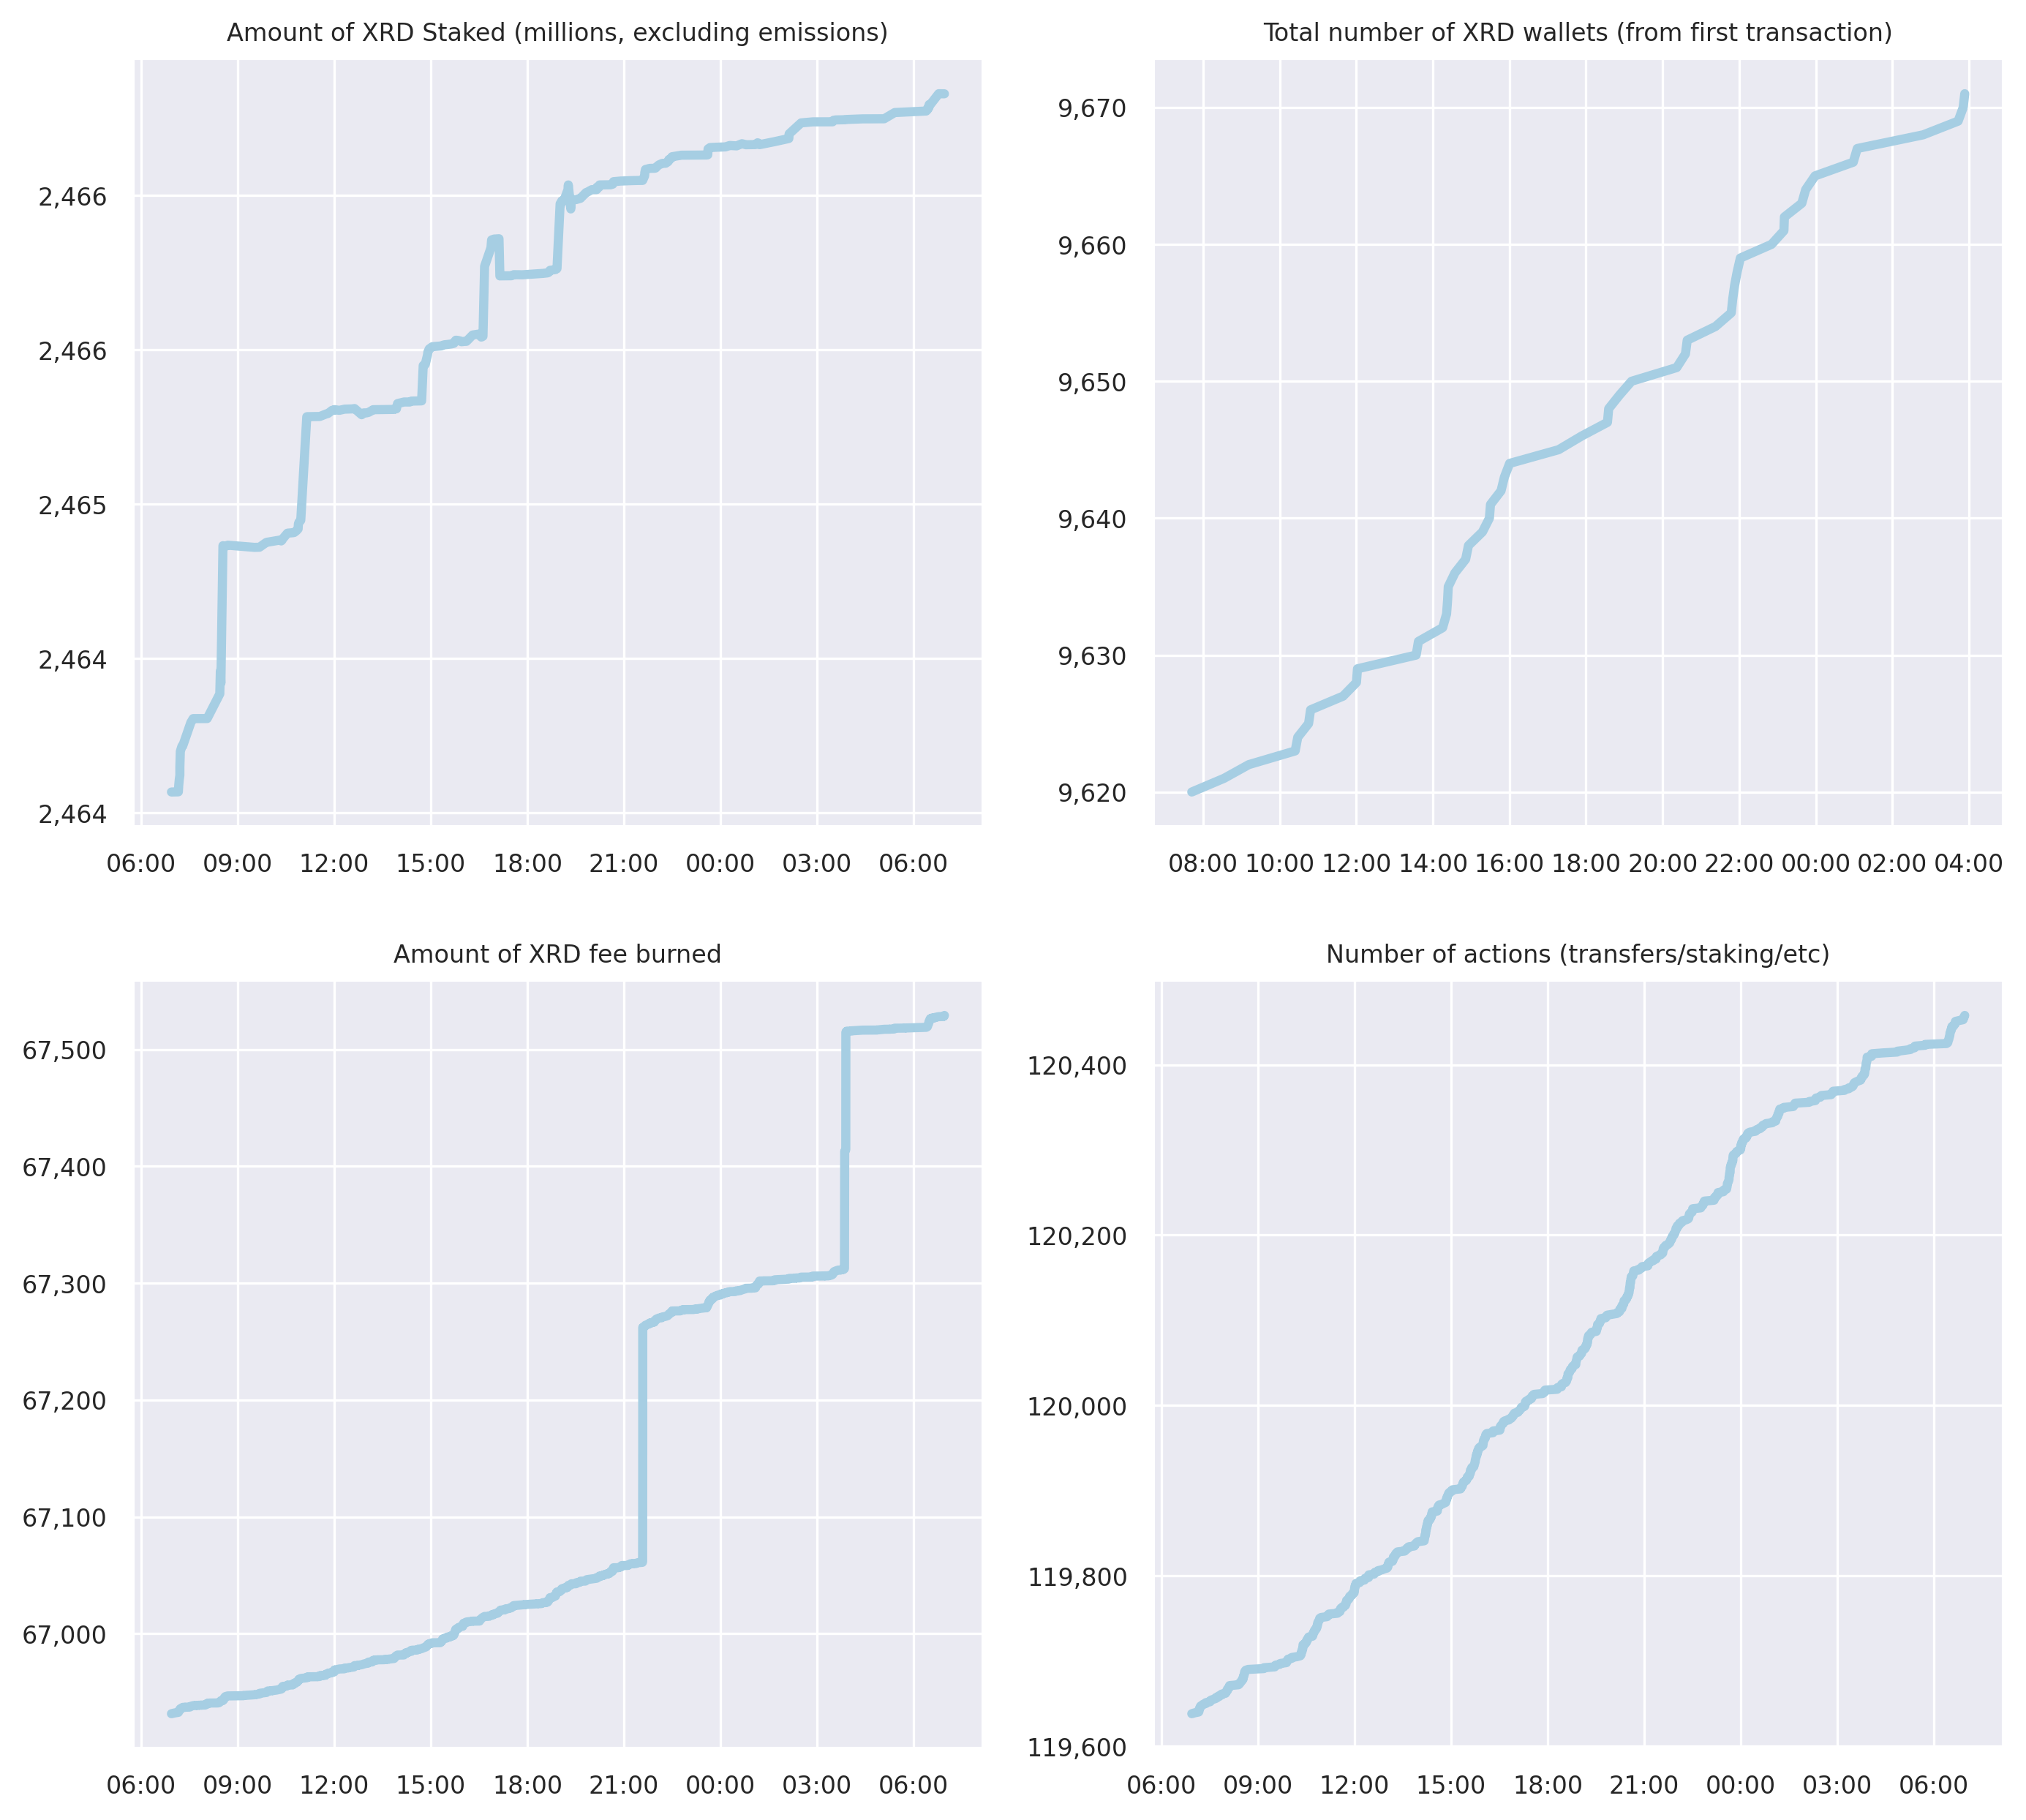 Amount of XRD Staked (millions, excluding emissions)
2,466
2,466
2,465
2,464
2,464
06:00 09:00 12:00 15:00 18:00 21:00 00:00 03:00 06:00
Total number of XRD wallets (from first transaction)
9,670
9,660
9,650
9,640
9,630
9,620
08:00 10:00 12:00 14:00 16:00 18:00 20:00 22:00 00:00 02:00 04:00
Amount of XRD fee burned
67,500
67,400
67,300
67,200
67,100
67,000
06:00 09:00 12:00 15:00 18:00 21:00 00:00 03:00 06:00
Number of actions (transfers/staking/etc)
120,400
120,200
120,000
119,800
119,600
06:00 09:00 12:00 15:00 18:00 21:00 00:00 03:00 06:00